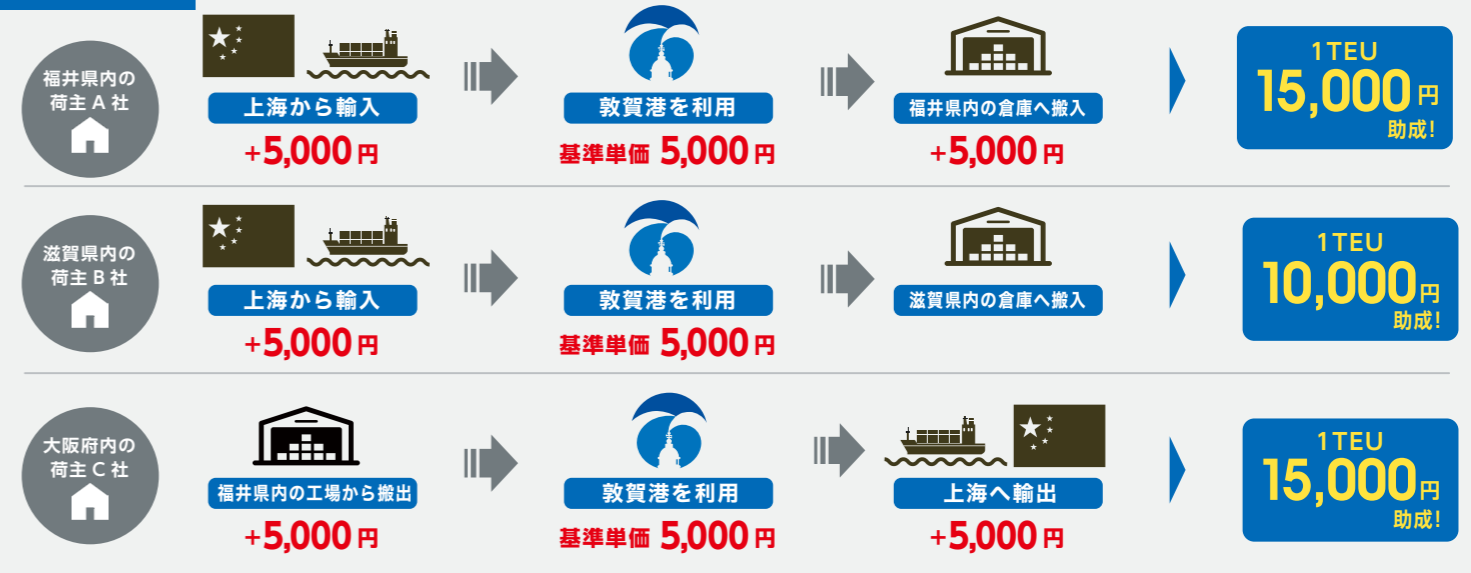 福井県内の
荷主A社
上海から輸入
+5,000円
敦賀港を利用
基準単価 5,000円
福井県内の倉庫へ搬入
+5,000円
1TEU
15,000円
助成!
滋賀県内の
荷主B社
上海から輸入
+5,000円
敦賀港を利用
基準単価 5,000円
滋賀県内の倉庫へ搬入
1TEU
10,000円
助成!
大阪府内の
荷主C社
福井県内の工場から搬出
+5,000円
敦賀港を利用
基準単価 5,000円
上海へ輸出
+5,000円
1TEU
15,000円
助成!